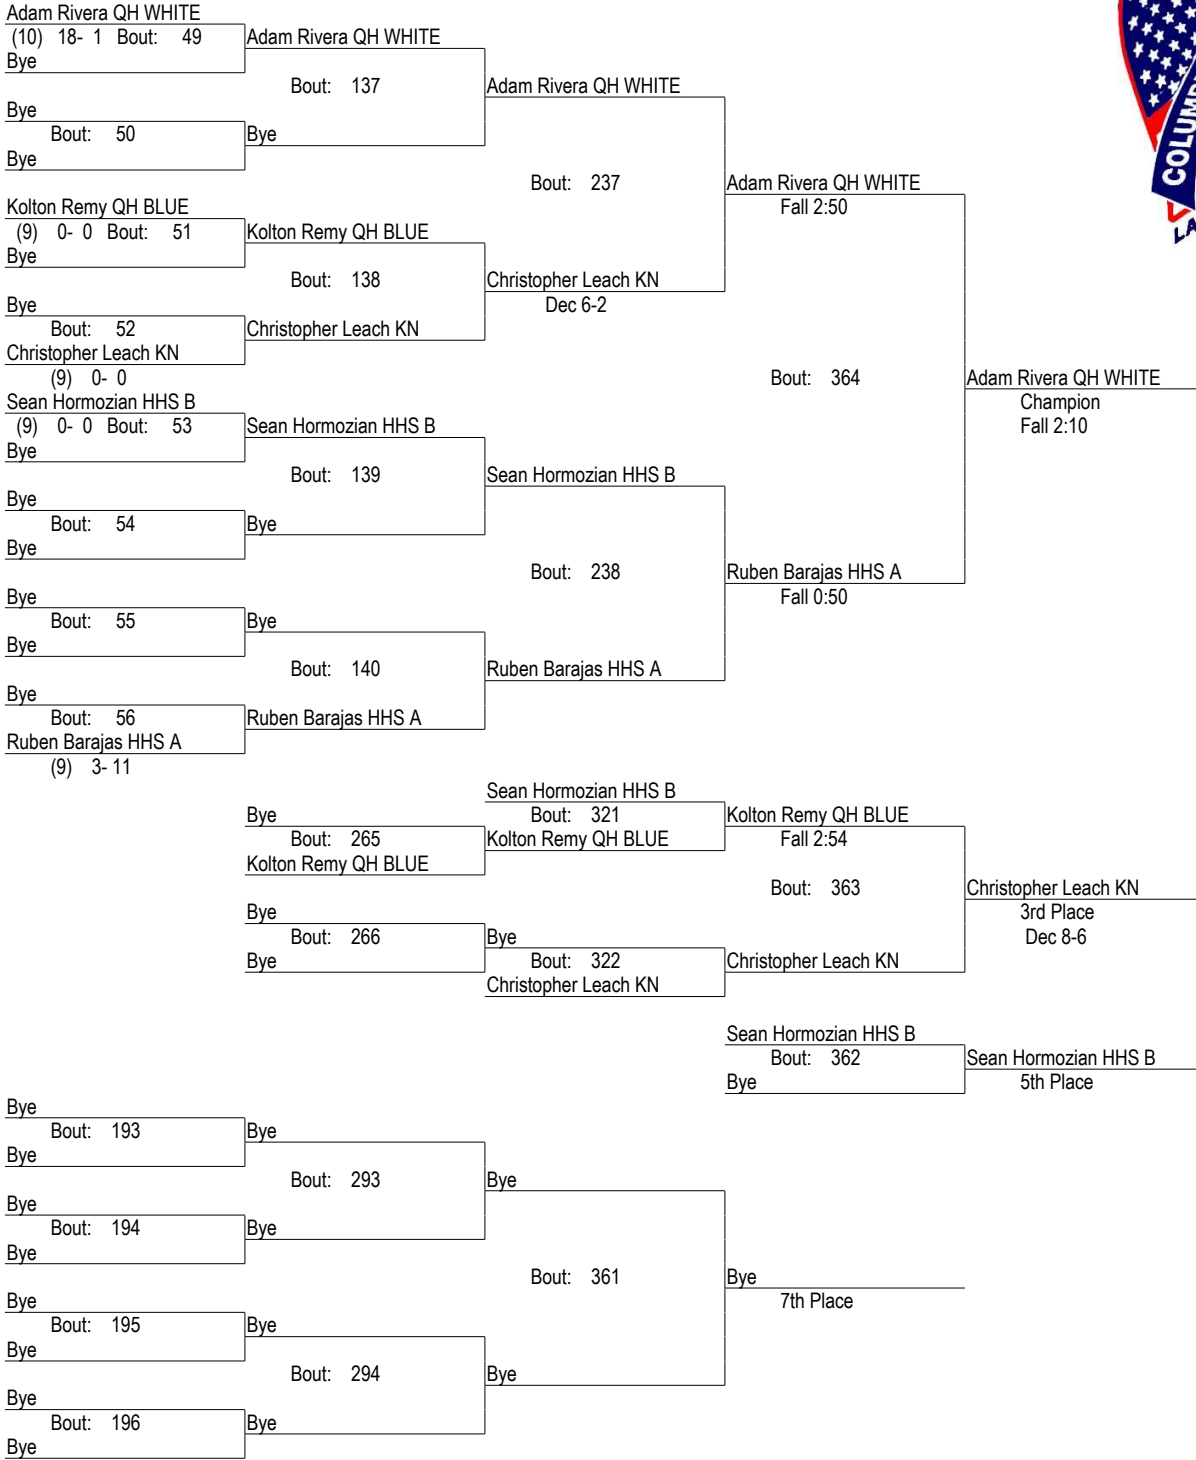 Adam Rivera QH WHITE
(10) 18- 1 Bout: 49
Bye
Adam Rivera QH WHITE
Bout: 137
Adam Rivera QH WHITE
Bye
Bout: 50
Bye
Bye
Bout: 237
Adam Rivera QH WHITE
Fall 2:50
Kolton Remy QH BLUE
(9) 0- 0 Bout: 51
Bye
Kolton Remy QH BLUE
Bout: 138
Christopher Leach KN
Dec 6-2
Bye
Bout: 52
Christopher Leach KN
(9) 0- 0
Christopher Leach KN
Bout: 364
Adam Rivera QH WHITE
Champion
Fall 2:10
Sean Hormozian HHS B
(9) 0- 0 Bout: 53
Bye
Sean Hormozian HHS B
Bout: 139
Sean Hormozian HHS B
Bye
Bout: 54
Bye
Bye
Bout: 238
Ruben Barajas HHS A
Fall 0:50
Bye
Bout: 55
Bye
Bye
Bout: 140
Ruben Barajas HHS A
Bye
Bout: 56
Ruben Barajas HHS A
(9) 3- 11
Ruben Barajas HHS A
Sean Hormozian HHS B
Bye
Bout: 321
Kolton Remy QH BLUE
Bout: 265
Kolton Remy QH BLUE
Fall 2:54
Kolton Remy QH BLUE
Bout: 363
Christopher Leach KN
3rd Place
Dec 8-6
Bye
Bout: 266
Bye
Bye
Bout: 322
Christopher Leach KN
Christopher Leach KN
Sean Hormozian HHS B
Bout: 362
Bye
Sean Hormozian HHS B
5th Place
Bye
Bout: 193
Bye
Bye
Bout: 293
Bye
Bye
Bout: 194
Bye
Bye
Bout: 361
Bye
7th Place
Bye
Bout: 195
Bye
Bye
Bout: 294
Bye
Bye
Bout: 196
Bye
Bye